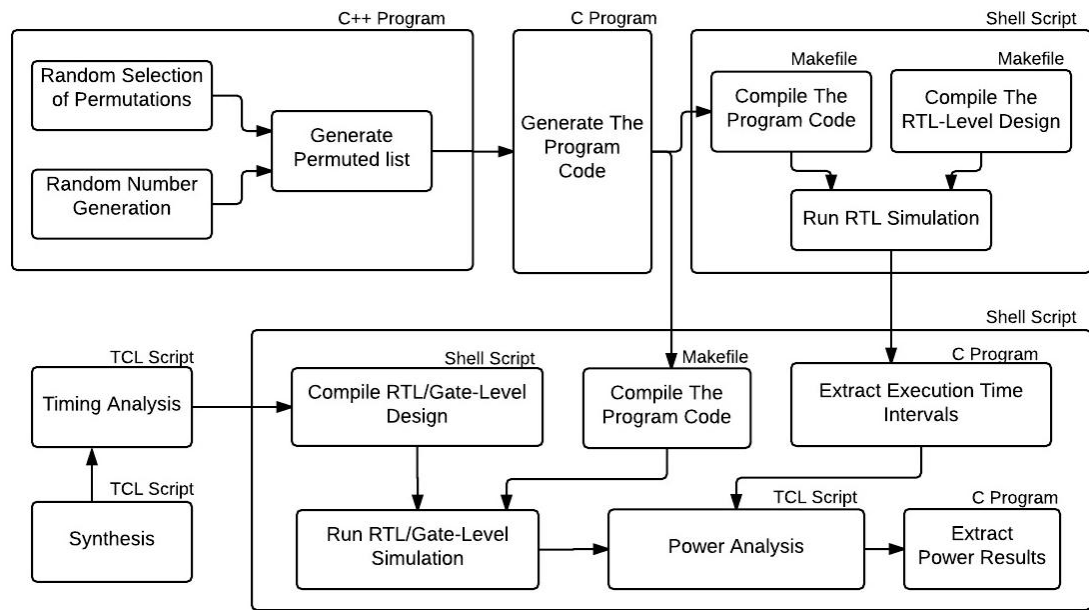 C++ Program
C Program
Shell Script
Random Selection
of Permutations
Random Number
Generation
Generate
Permuted list
Generate The
Program
Code
Makefile
Compile The
Program Code
Makefile
Compile The
RTL-Level Design
Run RTL Simulation
Shell Script
TCL Script
Timing Analysis
TCL Script
Synthesis
Shell Script
Compile RTL/Gate-Level
Design
Makefile
Compile The
Program Code
C Program
Extract Execution Time
Intervals
Run RTL/Gate-Level
Simulation
TCL Script
Power Analysis
C Program
Extract
Power Results